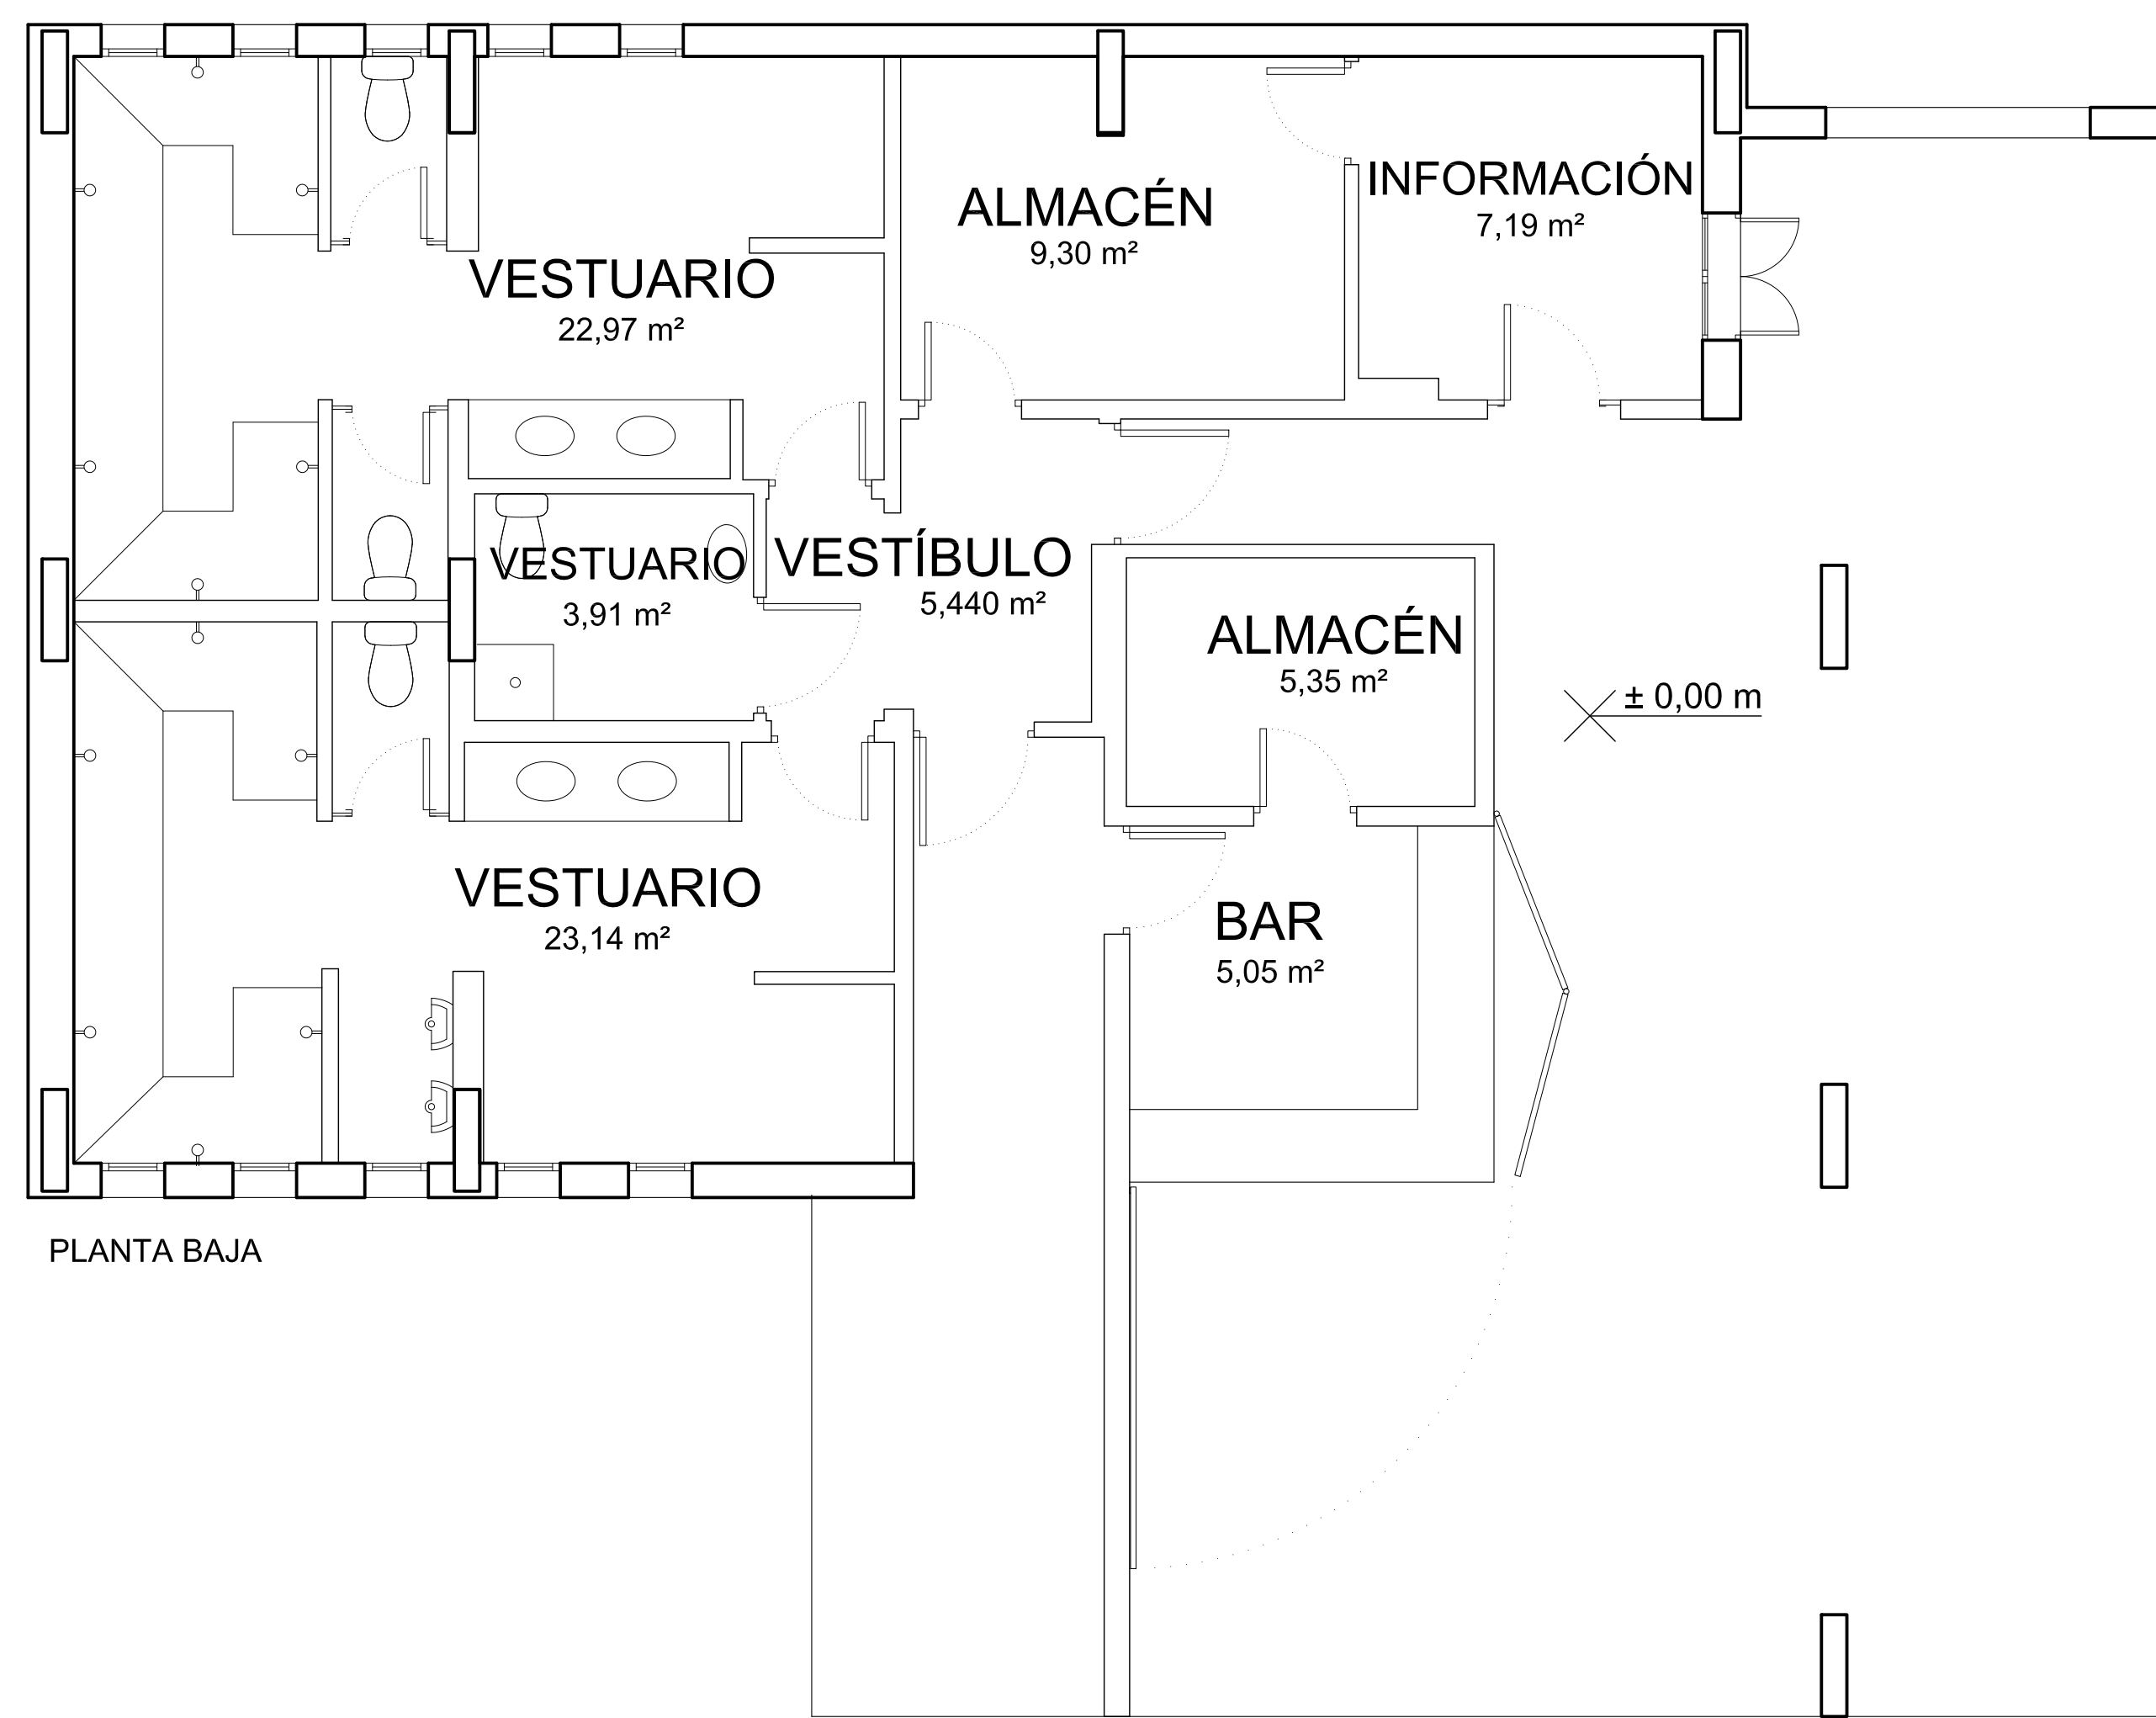 INFORMACIÓN
7,19 m²
ALMACÉN
9,30 m²
VESTUARIO
22,97 m²
VESTUARIO
3,91 m²
VESTÍBULO
5,440 m²
ALMACÉN
5,35 m²
± 0,00 m
VESTUARIO
23,14 m²
BAR
5,05 m²
PLANTA BAJA